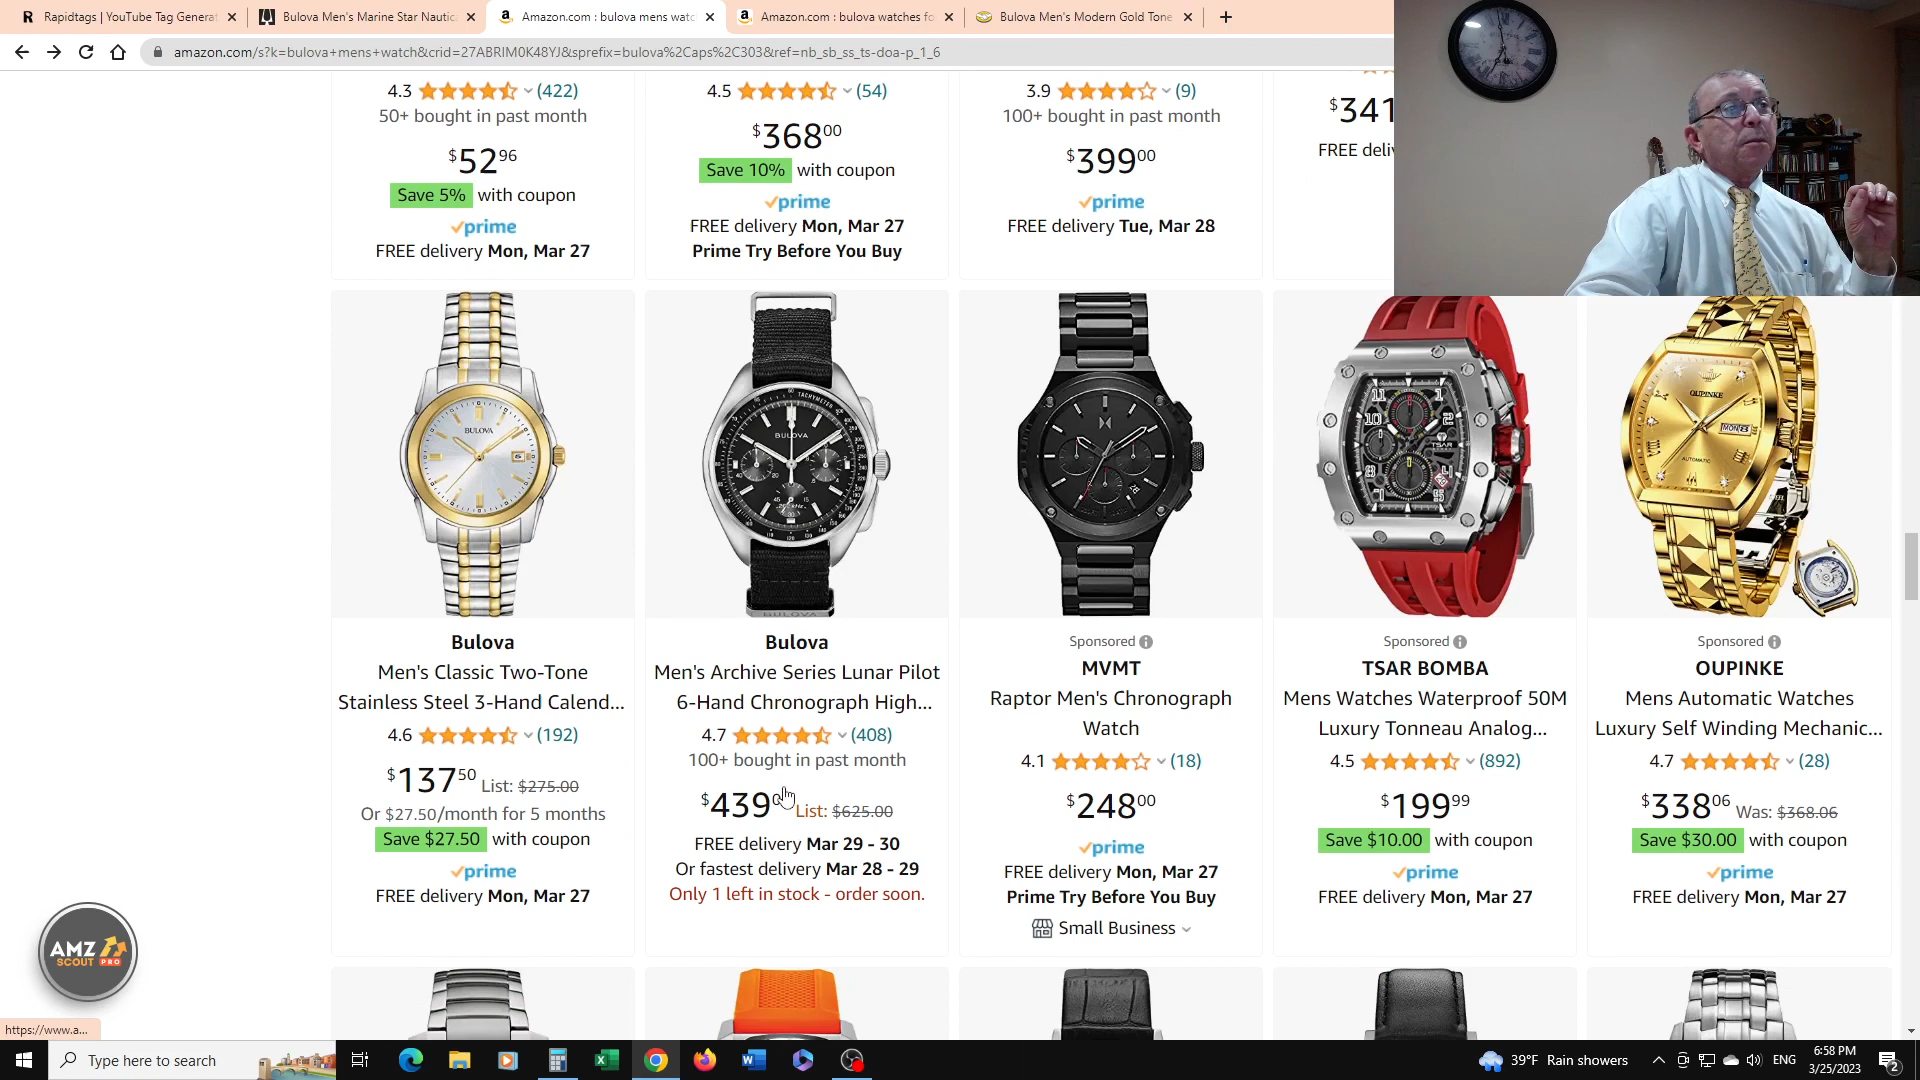 Rapidtags | YouTube Tag Generat
Bulova Men's Marine Star Nautica
Amazon.com : bulova mens watc
Amazon.com : bulova watches fo
Bulova Men's Modern Gold Tone
amazon.com/s?k=bulova+mens+watch&crid=27ABRIM0K48YJ&sprefix=bulova%2Caps%2C303&ref=nb_sb_ss_ts-doa-p_1_6
4.3 (422)
50+ bought in past month
$52 96
Save 5% with coupon
prime
FREE delivery Mon, Mar 27
4.5 (54)
$368 00
Save 10% with coupon
prime
FREE delivery Mon, Mar 27
Prime Try Before You Buy
3.9 (9)
100+ bought in past month
$399 00
prime
FREE delivery Tue, Mar 28
$341
FREE deli
BULOVA
Bulova
Men's Classic Two-Tone
Stainless Steel 3-Hand Calend...
4.6 (192)
$137 50 List: $275.00
Or $27.50/month for 5 months
Save $27.50 with coupon
prime
FREE delivery Mon, Mar 27
TACHYMETER
BULOVA
Bulova
Men's Archive Series Lunar Pilot
6-Hand Chronograph High...
4.7 (408)
100+ bought in past month
$439 List: $625.00
FREE delivery Mar 29 - 30
Or fastest delivery Mar 28 - 29
Only 1 left in stock - order soon.
Sponsored
MVMT
Raptor Men's Chronograph
Watch
4.1 (18)
$248 00
prime
FREE delivery Mon, Mar 27
Prime Try Before You Buy
Small Business
TSAR
Sponsored
TSAR BOMBA
Mens Watches Waterproof 50M
Luxury Tonneau Analog...
4.5 (892)
$199 99
Save $10.00 with coupon
prime
FREE delivery Mon, Mar 27
OUPINKE
AUTOMATIC
Sponsored
OUPINKE
Mens Automatic Watches
Luxury Self Winding Mechanic...
4.7 (28)
$338 06 Was: $368.06
Save $30.00 with coupon
prime
FREE delivery Mon, Mar 27
AMZ
SCOUT PRO
https://www.a...
Type here to search
39°F Rain showers
ENG
6:58 PM
3/25/2023
2